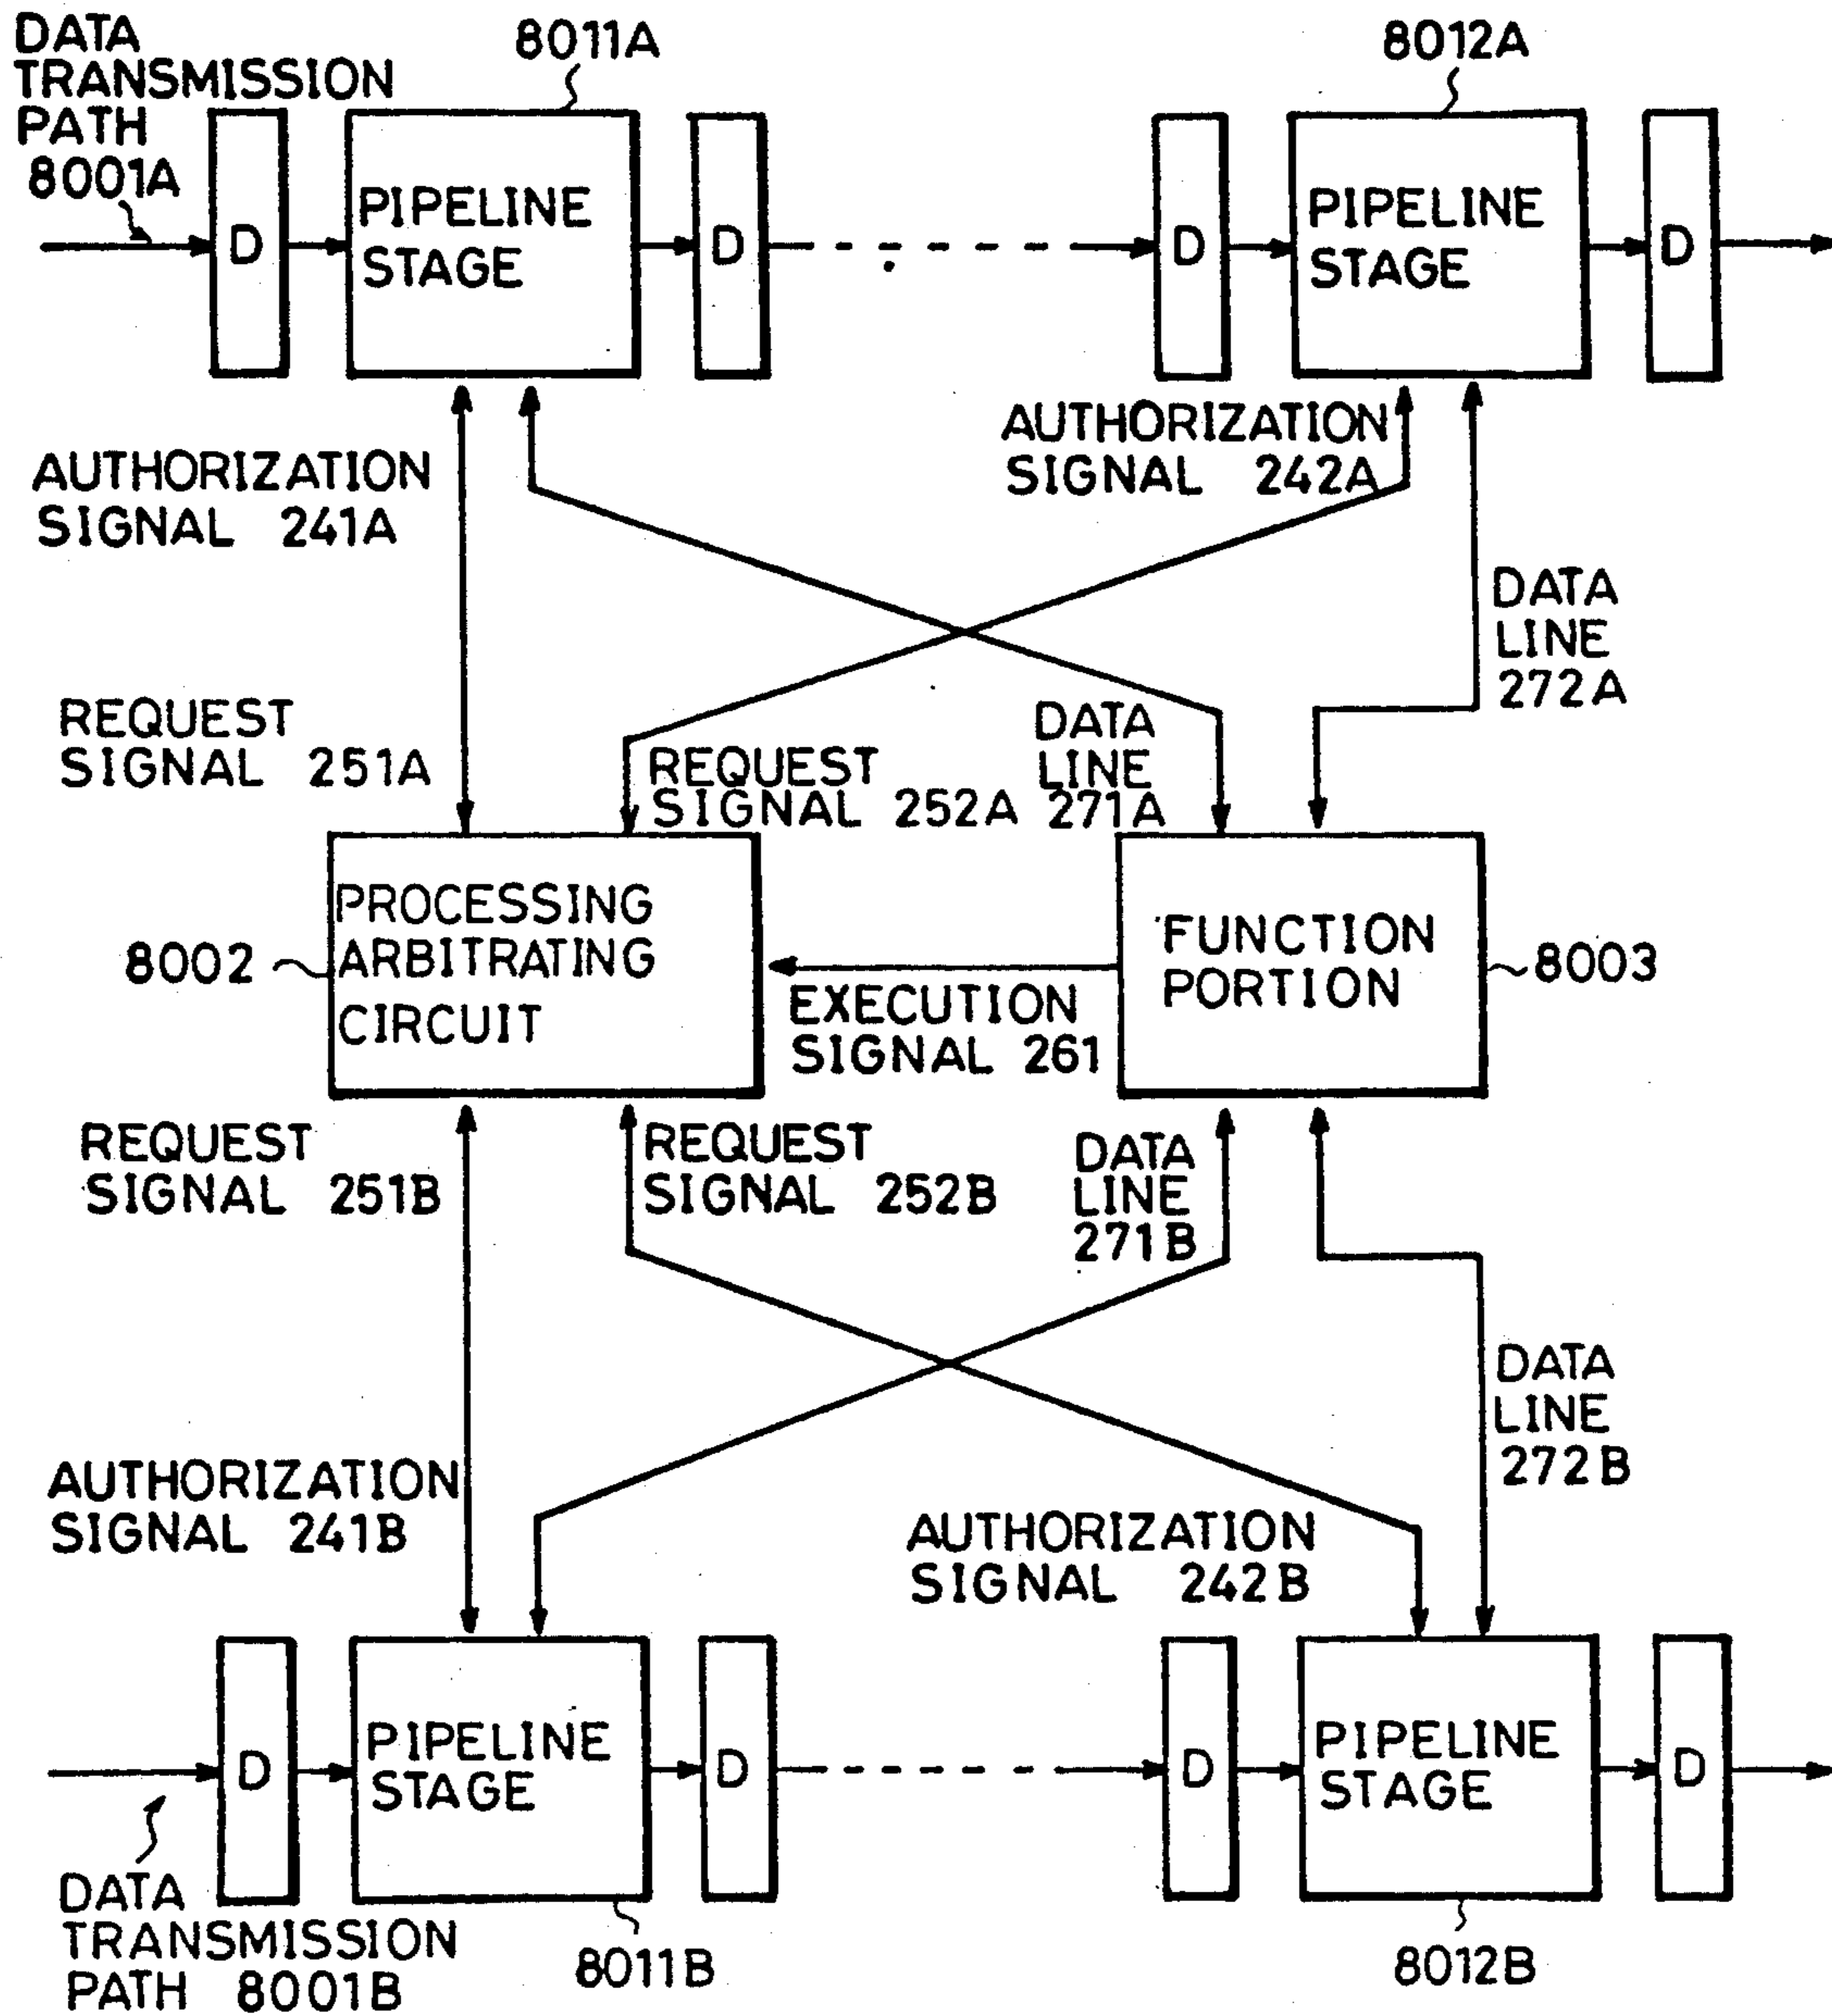 DATA
TRANSMISSION
PATH
8001A
8011A
8012A
D
PIPELINE
STAGE
D
D
PIPELINE
STAGE
D
AUTHORIZATION
SIGNAL 241A
AUTHORIZATION
SIGNAL 242A
DATA
LINE
272A
REQUEST
SIGNAL 251A
REQUEST
SIGNAL 252A
DATA
LINE
271A
8002
PROCESSING
ARBITRATING
CIRCUIT
FUNCTION
PORTION
8003
EXECUTION
SIGNAL 261
REQUEST
SIGNAL 251B
REQUEST
SIGNAL 252B
DATA
LINE
271B
DATA
LINE
272B
AUTHORIZATION
SIGNAL 241B
AUTHORIZATION
SIGNAL 242B
D
PIPELINE
STAGE
D
D
PIPELINE
STAGE
D
DATA
TRANSMISSION
PATH 8001B
8011B
8012B